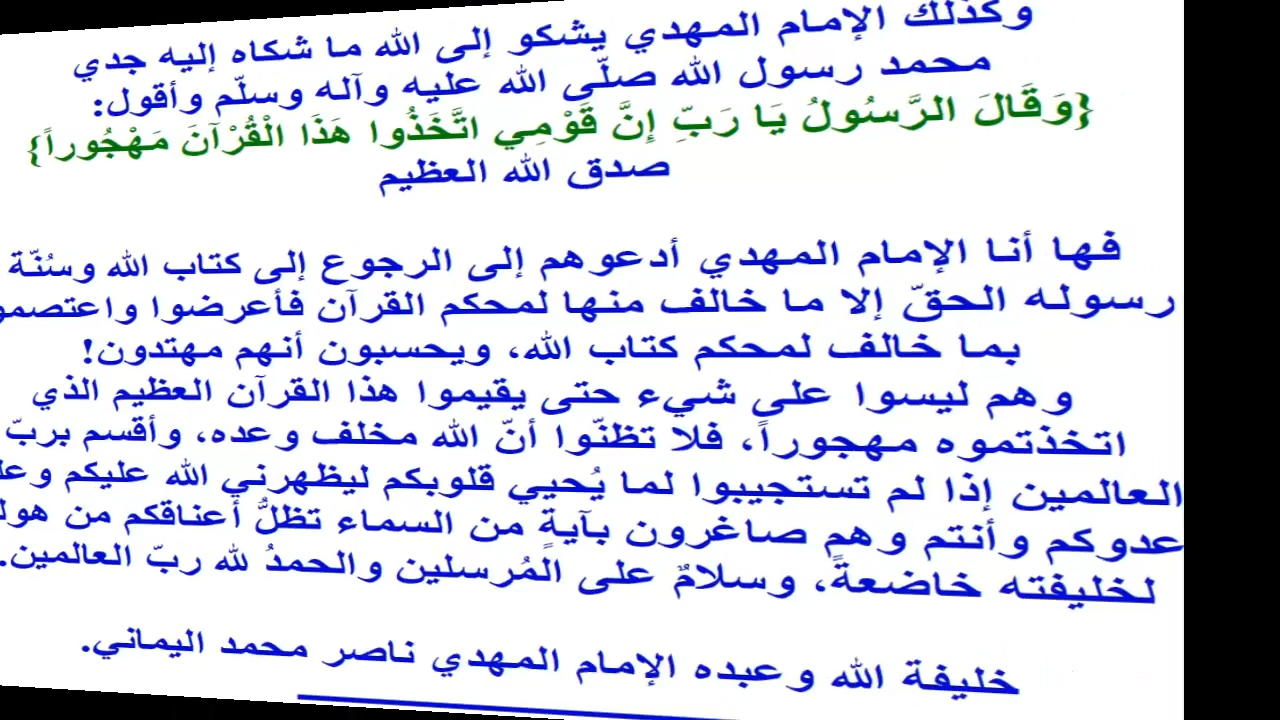 وكذلك الإمام المهدي يشكو إلى الله ما شكاه إليه جدي
محمد رسول الله صلّى الله عليه وآله وسلّم وأقول:
{وَقَالَ الرَّسُولُ يَا رَبِّ إِنَّ قَوْمِي اتَّخَذُوا هَذَا الْقُرْآنَ مَهْجُوراً}
صدق الله العظيم
فها أنا الإمام المهدي أدعوهم إلى الرجوع إلى كتاب الله وسُنّة
رسوله الحقّ إلا ما خالف منها لمحكم القرآن فأعرضوا
بما خالف لمحكم كتاب الله، ويحسبون أنهم مهتدون!
وهم ليسوا على شيء حتى يقيموا هذا القرآن العظيم الذي
اتخذتموه مهجوراً، فلا تظنّوا أنّ الله مخلف وعده، وأقسم بربّ
العالمين إذا لم تستجيبوا لما يُحيي قلوبكم ليظهرني الله عليكم
عدوكم وأنتم وهم صاغرون بآيةٍ من السماء تظلُّ أعناقكم من
لخليفته خاضعةً، وسلامٌ على المُرسلين والحمدُ لله ربّ العالمين.
خليفة الله وعبده الإمام المهدي ناصر محمد اليماني.